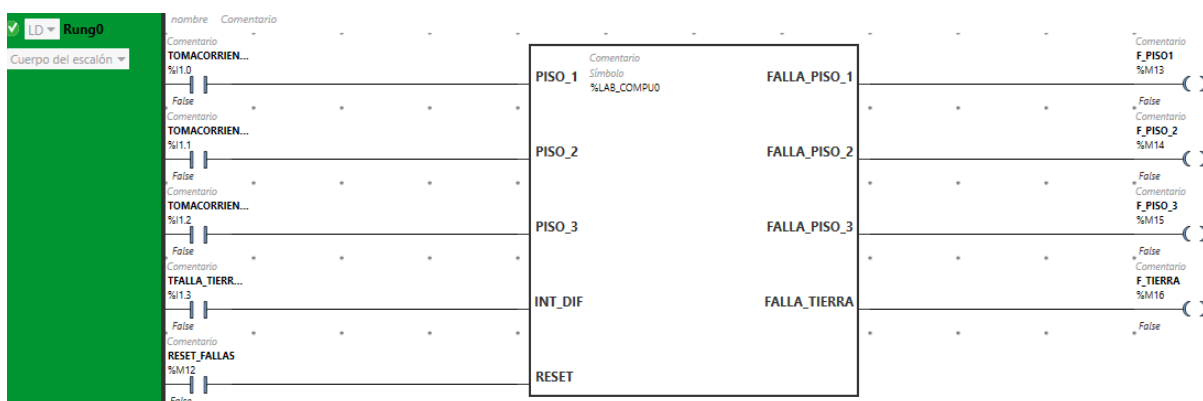 LD Rung0
Cuerpo del escalón
nombre Comentario
Comentario
TOMACORRIEN...
%I1.0
False
Comentario
TOMACORRIEN...
%I1.1
False
Comentario
TOMACORRIEN...
%I1.2
False
Comentario
TFALLA_TIERR...
%I1.3
False
Comentario
RESET_FALLAS
%M12
False
Comentario
Símbolo
%LAB_COMPU0
PISO_1 FALLA_PISO_1
PISO_2 FALLA_PISO_2
PISO_3 FALLA_PISO_3
INT_DIF FALLA_TIERRA
RESET
Comentario
F_PISO1
%M13
False
Comentario
F_PISO_2
%M14
False
Comentario
F_PISO_3
%M15
False
Comentario
F_TIERRA
%M16
False